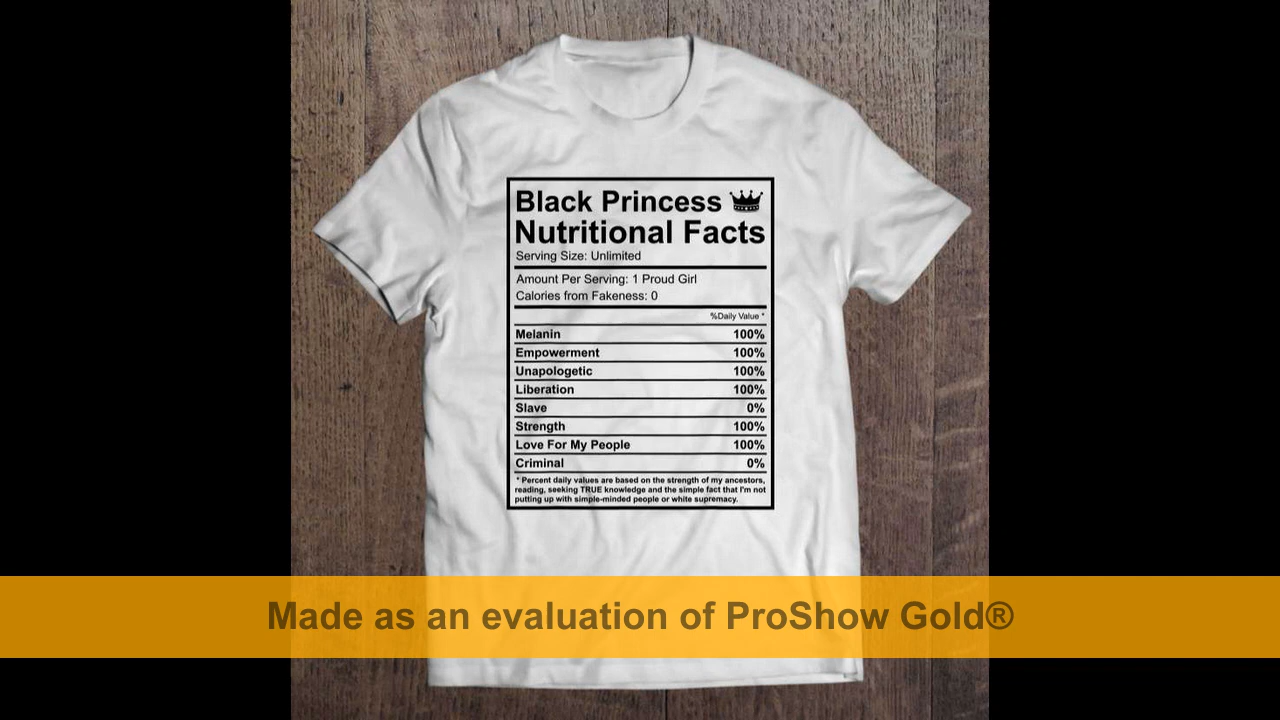 Black Princess
Nutritional Facts
Serving Size: Unlimited
Amount Per Serving: 1 Proud Girl
Calories from Fakeness: 0
%Daily Value *
Melanin 100%
Empowerment 100%
Unapologetic 100%
Liberation 100%
Slave 0%
Strength 100%
Love For My People 100%
Criminal 0%
* Percent daily values are based on the strength of my ancestors,
reading, seeking TRUE knowledge and the simple fact that I'm not
putting up with simple-minded people or white supremacy.
Made as an evaluation of ProShow Gold®